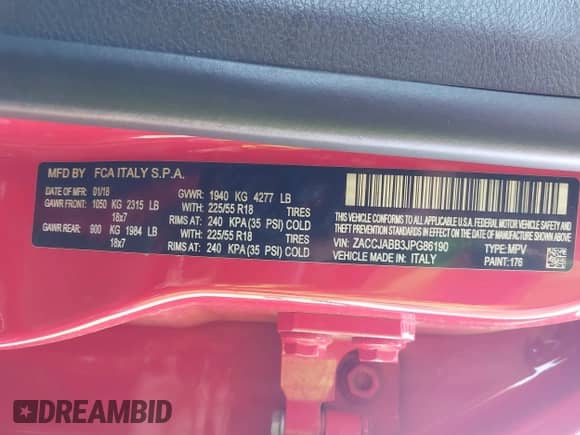 MFD BY FCA ITALY S.P.A.
DATE OF MFR: 01/18 GVWR: 1940 KG 4277 LB
GAWR FRONT: 1050 KG 2315 LB WITH: 225/55 R18 TIRES
18x7 RIMS AT: 240 KPA (35 PSI) COLD
GAWR REAR: 900 KG 1984 LB WITH: 225/55 R18 TIRES
18x7 RIMS AT: 240 KPA (35 PSI) COLD
THIS VEHICLE CONFORMS TO ALL APPLICABLE U.S.A. FEDERAL MOTOR
VEHICLE SAFETY, BUMPER AND
THEFT PREVENTION STANDARDS IN EFFECT ON THE DATE OF MANUFACTURE SHOWN ABOVE
VIN: ZACCJABB3JPG86190 TYPE: MPV
VEHICLE MADE IN: ITALY PAINT: 176
DREAMBID